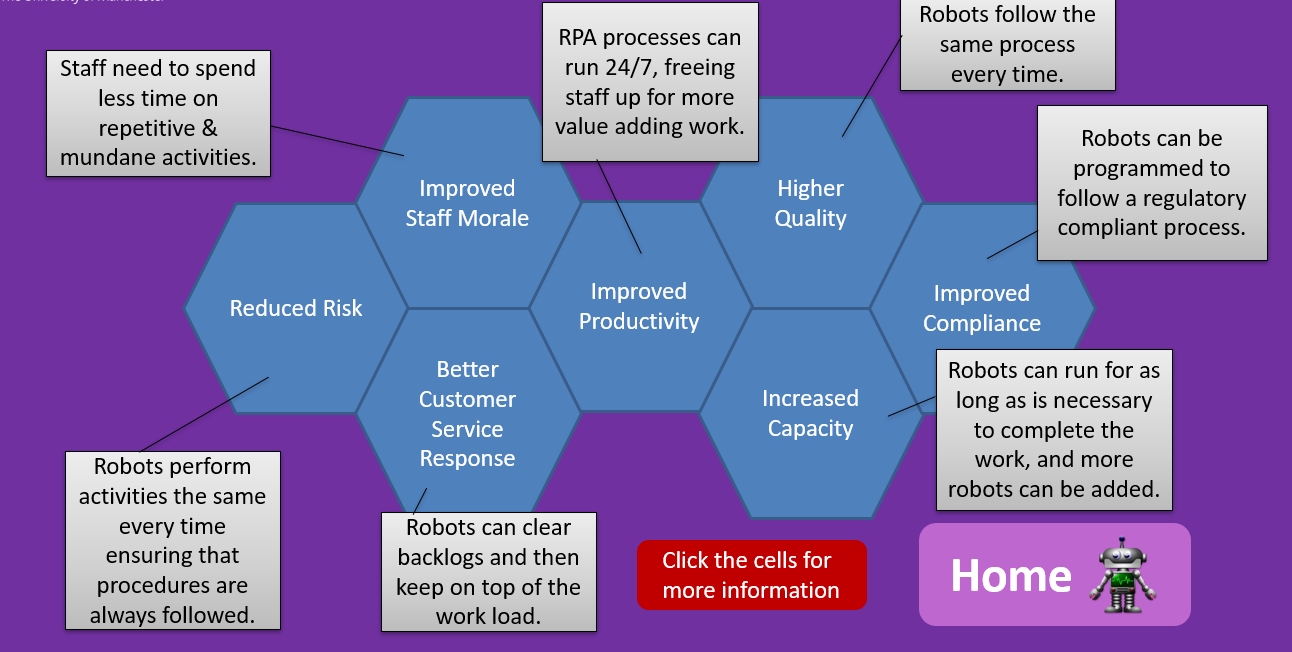 The University of Manchester
Staff need to spend
less time on
repetitive &
mundane activities.
RPA processes can
run 24/7, freeing
staff up for more
value adding work.
Robots follow the
same process
every time.
Robots can be
programmed to
follow a regulatory
compliant process.
Improved
Staff Morale
Higher
Quality
Reduced Risk
Improved
Productivity
Improved
Compliance
Better
Customer
Service
Response
Increased
Capacity
Robots can run for as
long as is necessary
to complete the
work, and more
robots can be added.
Robots perform
activities the same
every time
ensuring that
procedures are
always followed.
Robots can clear
backlogs and then
keep on top of the
work load.
Click the cells for
more information
Home